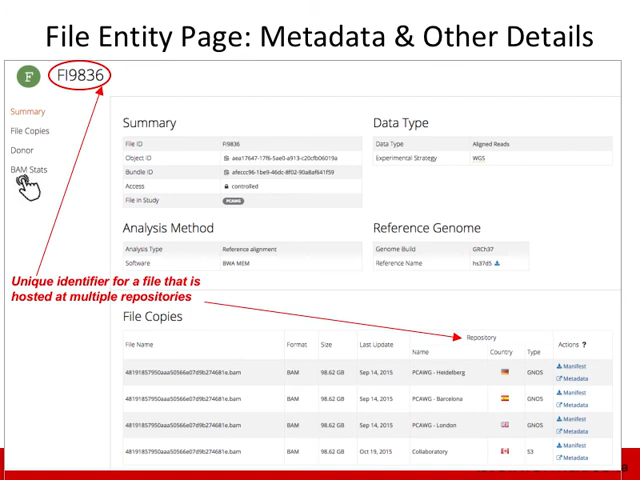 File Entity Page: Metadata & Other Details
F
FI9836
Summary
File Copies
Donor
BAM Stats
Summary
File ID FI9836
Object ID aea17647-17f6-5ae0-a913-c20cfb06019a
Bundle ID afeccc96-1be9-46dc-8f02-90a8af641f59
Access controlled
File in Study PCAWG
Data Type
Data Type Aligned Reads
Experimental Strategy WGS
Analysis Method
Analysis Type Reference alignment
Software BWA MEM
Reference Genome
Genome Build GRCh37
Reference Name hs37d5
Unique identifier for a file that is
hosted at multiple repositories
File Copies
Repository
File Name Format Size Last Update Name Country Type Actions ?
48191857950aaa50566e07d9b274681e.bam BAM 98.62 GB Sep 14, 2015 PCAWG - Heidelberg GNOS Manifest
Metadata
48191857950aaa50566e07d9b274681e.bam BAM 98.62 GB Sep 14, 2015 PCAWG - Barcelona GNOS Manifest
Metadata
48191857950aaa50566e07d9b274681e.bam BAM 98.62 GB Sep 14, 2015 PCAWG - London GNOS Manifest
Metadata
48191857950aaa50566e07d9b274681e.bam BAM 98.62 GB Oct 19, 2015 Collaboratory S3 Manifest
Metadata